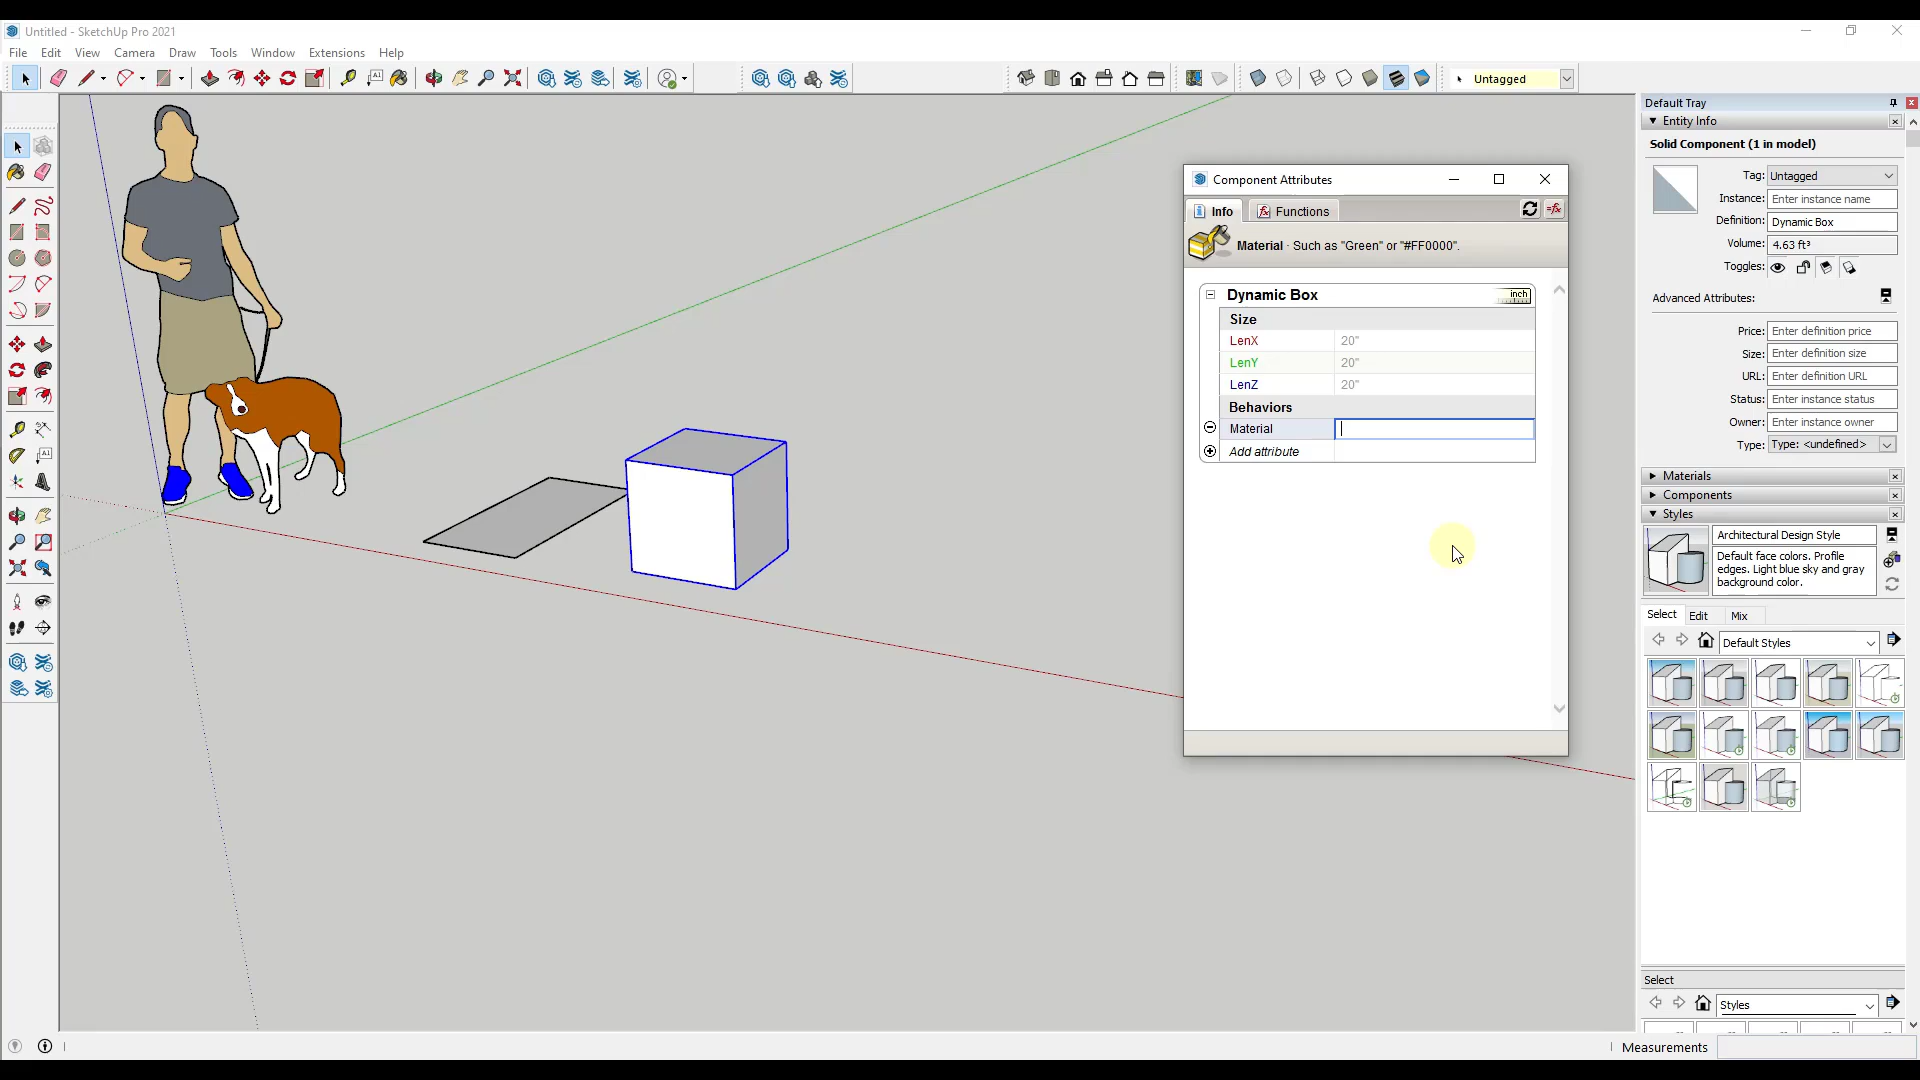 Untitled - SketchUp Pro 2021
File Edit View Camera Draw Tools Window Extensions Help
Untagged
Default Tray
Entity Info
Solid Component (1 in model)
Tag: Untagged
Instance: Enter instance name
Definition: Dynamic Box
Volume: 4.63 ft³
Toggles:
Advanced Attributes:
Price: Enter definition price
Size: Enter definition size
URL: Enter definition URL
Status: Enter instance status
Owner: Enter instance owner
Type: Type: <undefined>
Materials
Components
Styles
Architectural Design Style
Default face colors. Profile
edges. Light blue sky and gray
background color.
Select Edit Mix
Default Styles
Select
Styles
Component Attributes
Info Functions
Material · Such as "Green" or "#FF0000".
Dynamic Box inch
Size
LenX 20"
LenY 20"
LenZ 20"
Behaviors
Material
Add attribute
Measurements